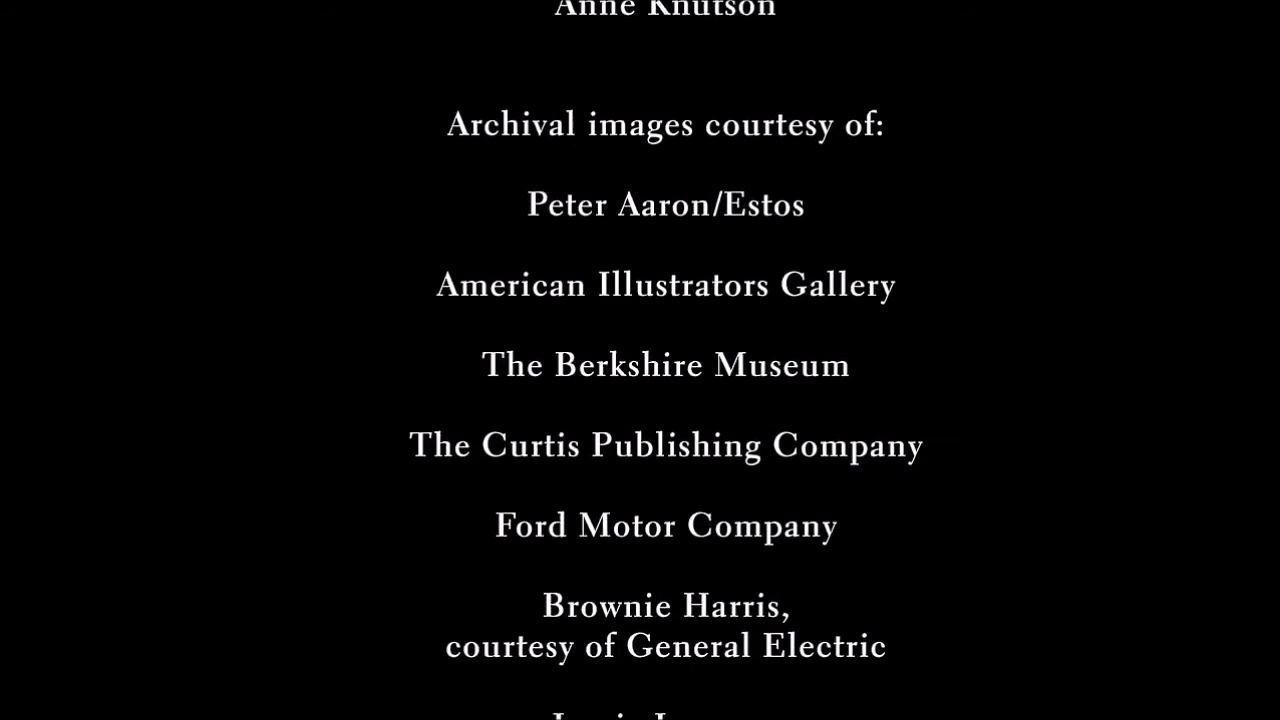 Anne Knutson
Archival images courtesy of:
Peter Aaron/Estos
American Illustrators Gallery
The Berkshire Museum
The Curtis Publishing Company
Ford Motor Company
Brownie Harris,
courtesy of General Electric